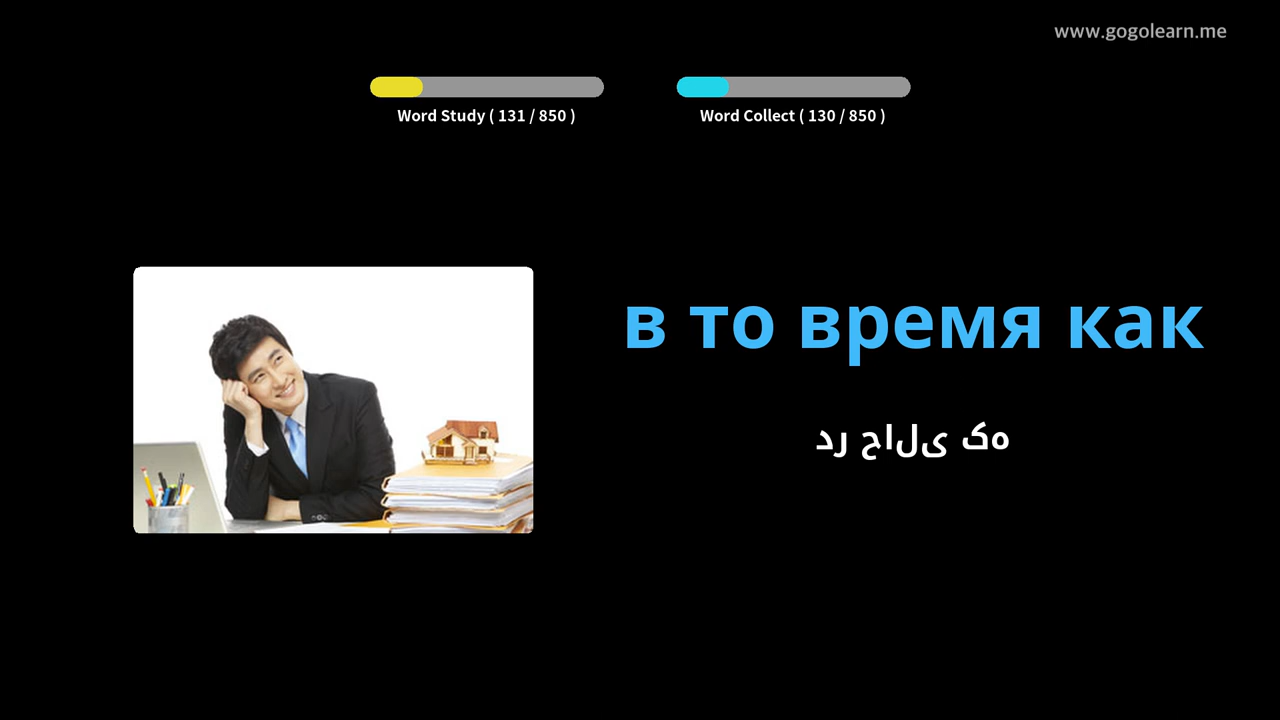 www.gogolearn.me
Word Study ( 131 / 850 )
Word Collect ( 130 / 850 )
в то время как
در حالی که